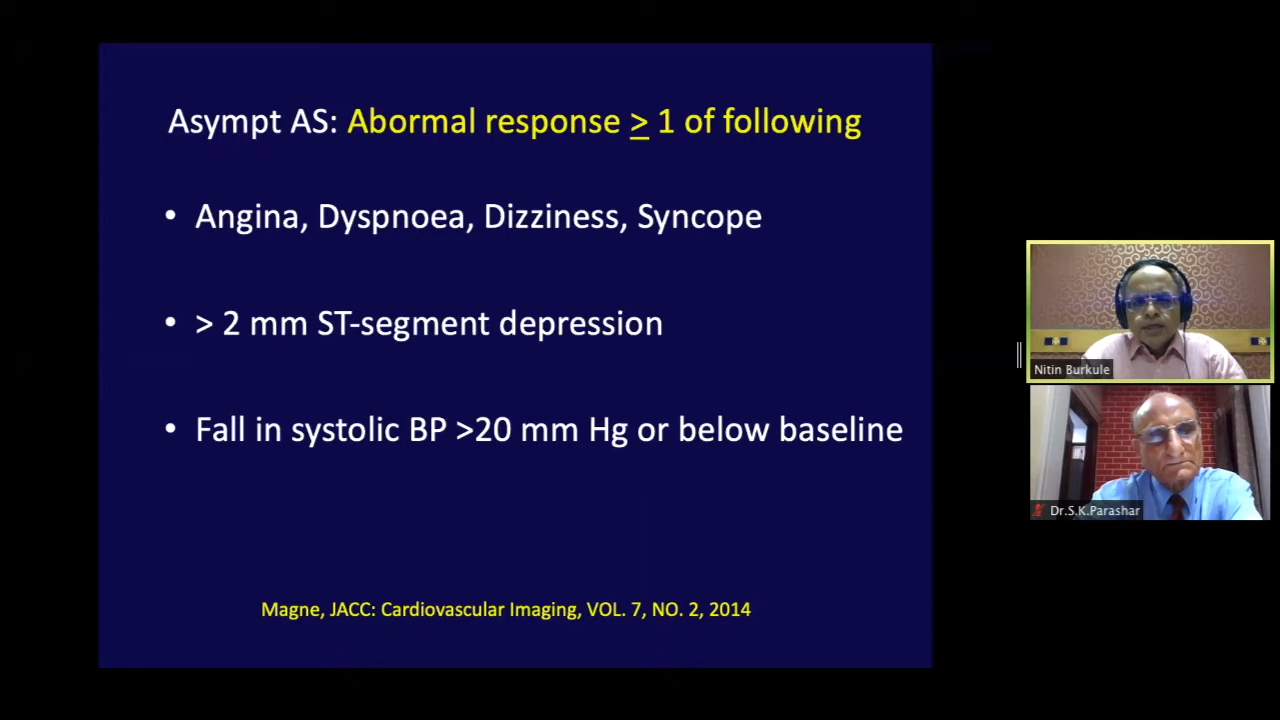 Asympt AS: Abormal response ≥ 1 of following
• Angina, Dyspnoea, Dizziness, Syncope
• > 2 mm ST-segment depression
• Fall in systolic BP >20 mm Hg or below baseline
Magne, JACC: Cardiovascular Imaging, VOL. 7, NO. 2, 2014
Nitin Burkule
Dr.S.K.Parashar